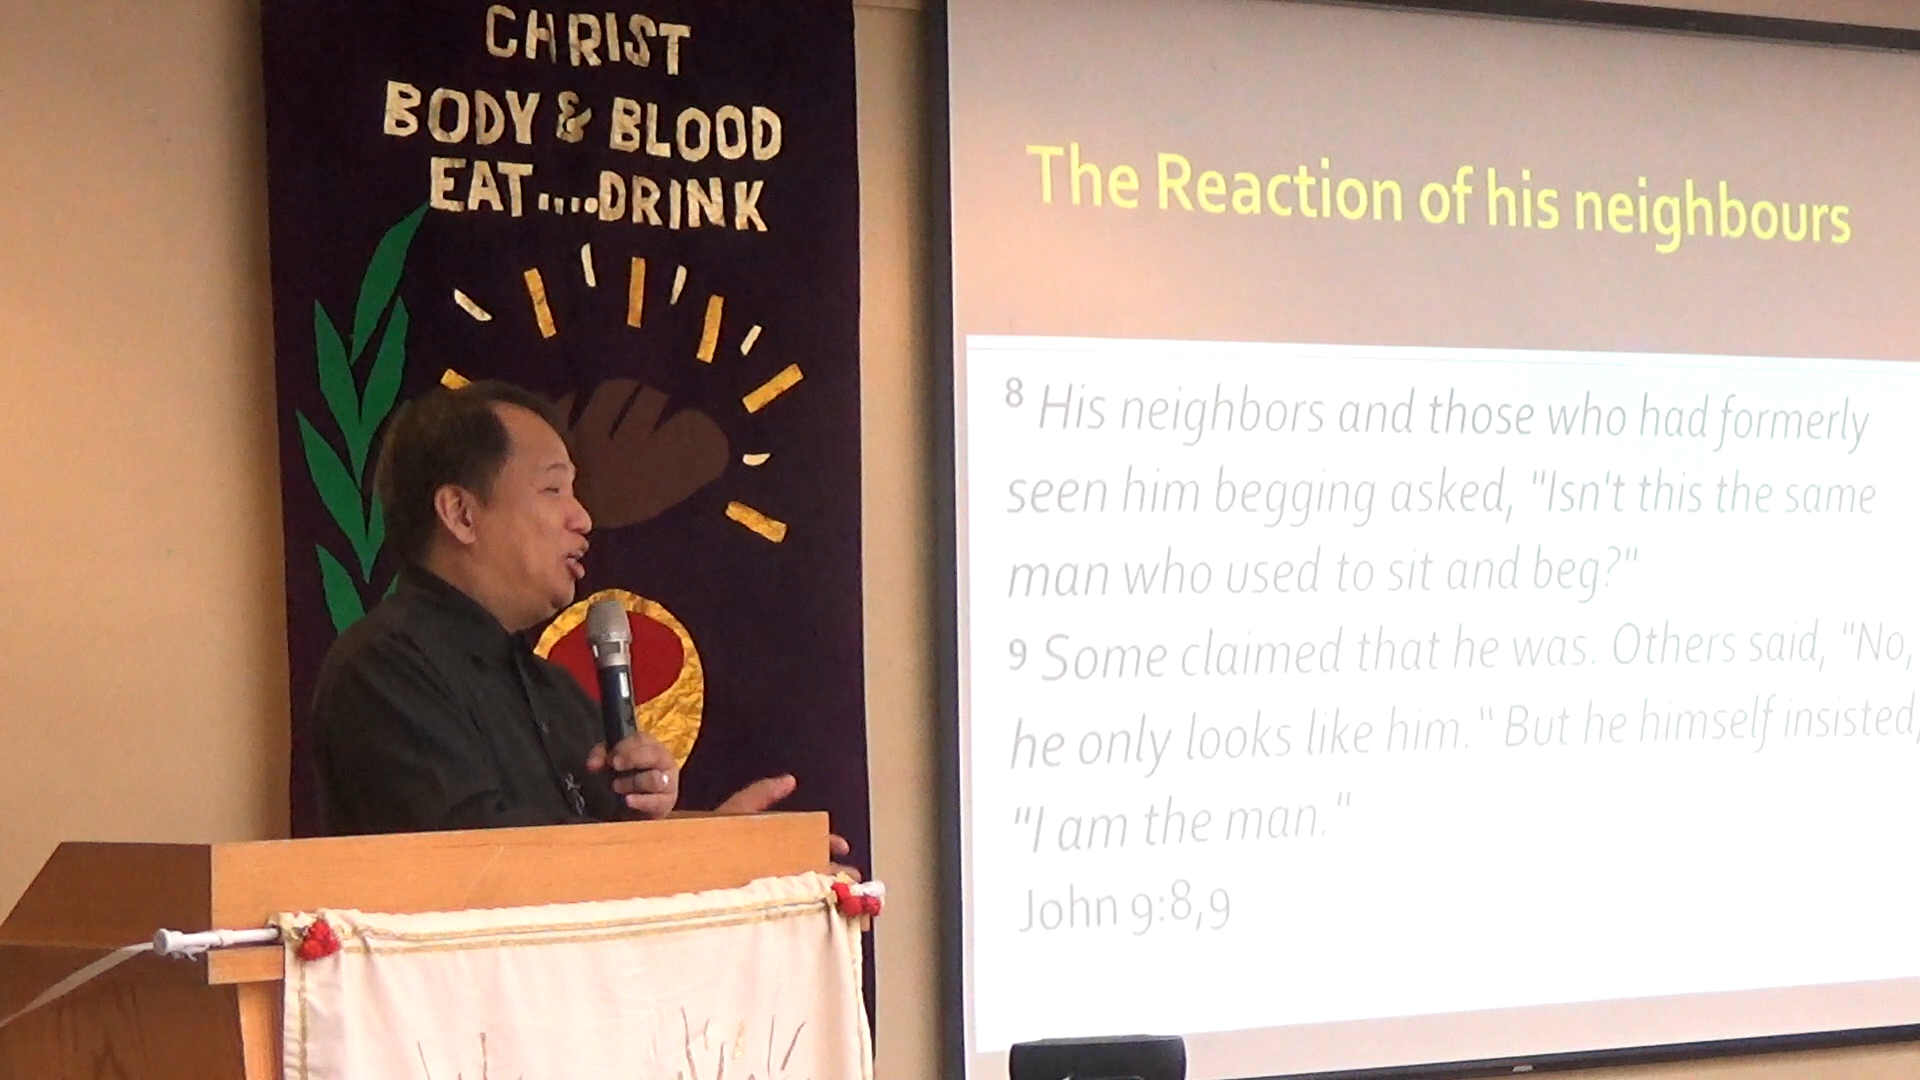 CHRIST
BODY & BLOOD
EAT....DRINK
The Reaction of his neighbours
8 His neighbors and those who had formerly
seen him begging asked, "Isn't this the same
man who used to sit and beg?"
9 Some claimed that he was. Others said, "No,
he only looks like him." But he himself insisted,
"I am the man."
John 9:8,9